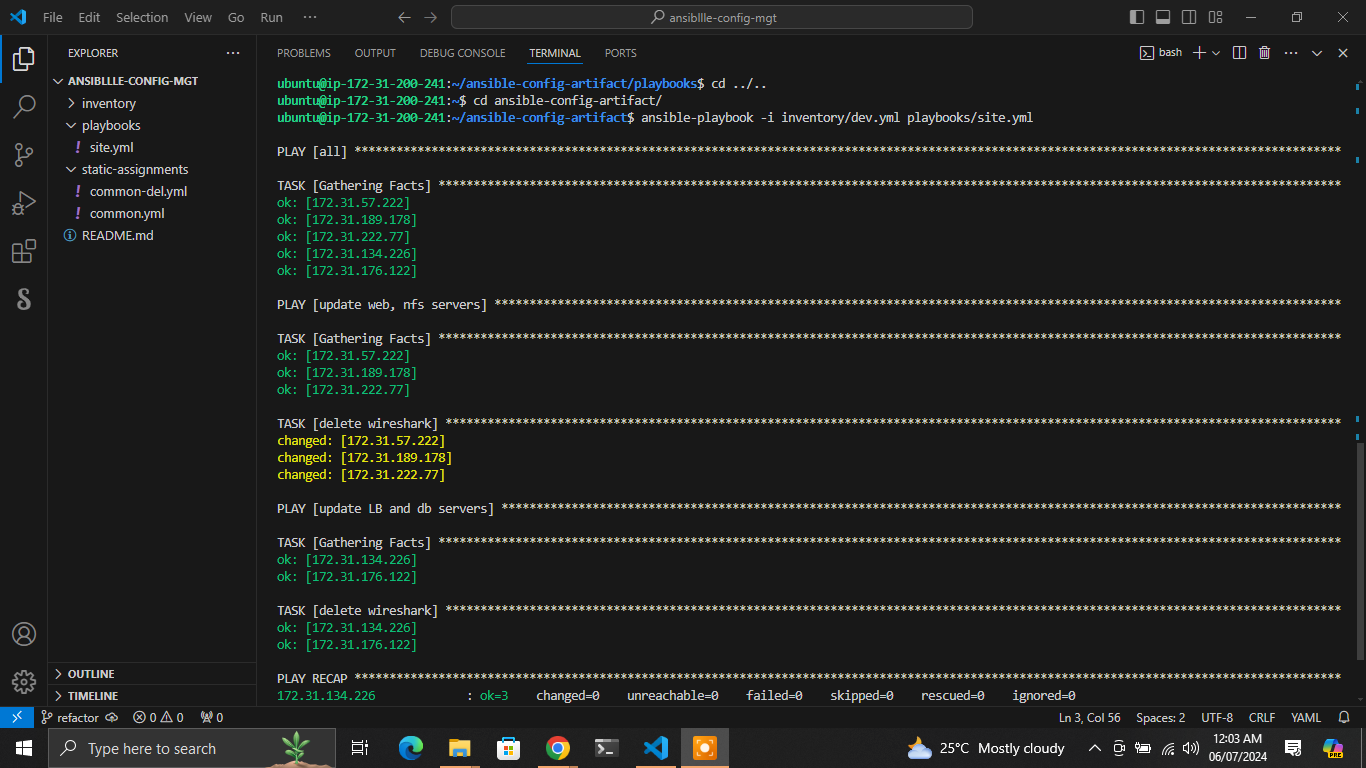 File Edit Selection View Go Run ··· ansibllle-config-mgt
EXPLORER ···
PROBLEMS OUTPUT DEBUG CONSOLE TERMINAL PORTS bash ···
ANSIBLLLE-CONFIG-MGT
inventory
playbooks
! site.yml
static-assignments
! common-del.yml
! common.yml
README.md
OUTLINE
TIMELINE
ubuntu@ip-172-31-200-241:~/ansible-config-artifact/playbooks$ cd ../..
ubuntu@ip-172-31-200-241:~$ cd ansible-config-artifact/
ubuntu@ip-172-31-200-241:~/ansible-config-artifact$ ansible-playbook -i inventory/dev.yml playbooks/site.yml
PLAY [all] ********************************************************************************************************************************************
TASK [Gathering Facts] ********************************************************************************************************************************
ok: [172.31.57.222]
ok: [172.31.189.178]
ok: [172.31.222.77]
ok: [172.31.134.226]
ok: [172.31.176.122]
PLAY [update web, nfs servers] ************************************************************************************************************************
TASK [Gathering Facts] ********************************************************************************************************************************
ok: [172.31.57.222]
ok: [172.31.189.178]
ok: [172.31.222.77]
TASK [delete wireshark] *******************************************************************************************************************************
changed: [172.31.57.222]
changed: [172.31.189.178]
changed: [172.31.222.77]
PLAY [update LB and db servers] ***********************************************************************************************************************
TASK [Gathering Facts] ********************************************************************************************************************************
ok: [172.31.134.226]
ok: [172.31.176.122]
TASK [delete wireshark] *******************************************************************************************************************************
ok: [172.31.134.226]
ok: [172.31.176.122]
PLAY RECAP ********************************************************************************************************************************************
172.31.134.226 : ok=3 changed=0 unreachable=0 failed=0 skipped=0 rescued=0 ignored=0
refactor 0 0 0 Ln 3, Col 56 Spaces: 2 UTF-8 CRLF YAML
Type here to search 25°C Mostly cloudy 12:03 AM
06/07/2024
PRE